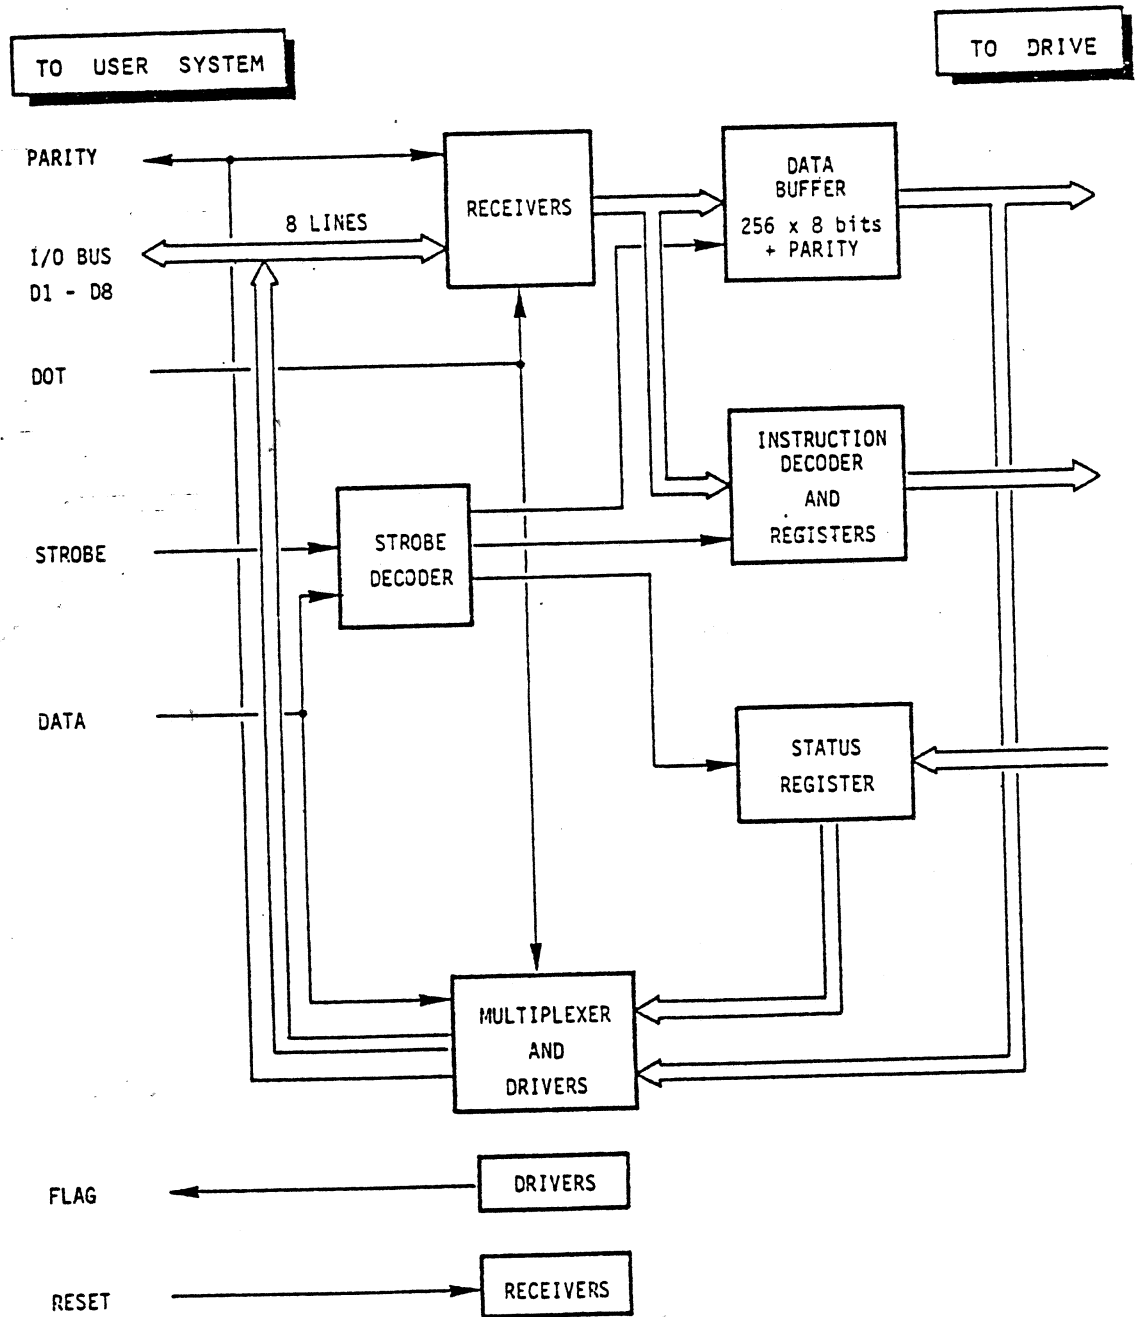 TO USER SYSTEM
TO DRIVE
PARITY
8 LINES
I/O BUS
D1 - D8
DOT
STROBE
DATA
FLAG
RESET
RECEIVERS
DATA
BUFFER
256 x 8 bits
+ PARITY
INSTRUCTION
DECODER
AND
REGISTERS
STROBE
DECODER
STATUS
REGISTER
MULTIPLEXER
AND
DRIVERS
DRIVERS
RECEIVERS